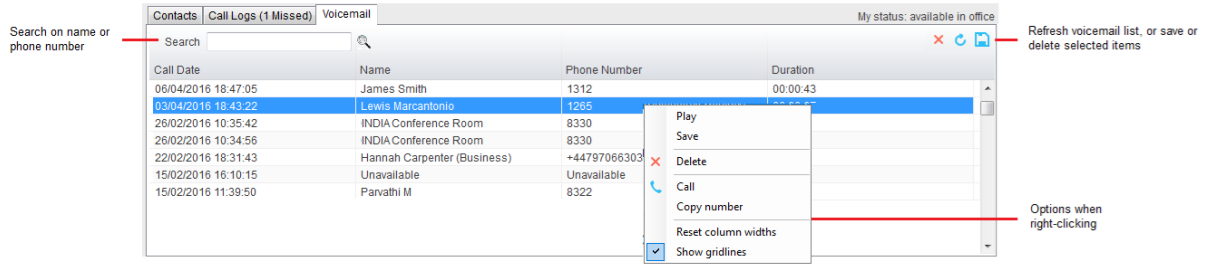 Contacts Call Logs (1 Missed) Voicemail My status: available in office
Search on name or
phone number
Search
Refresh voicemail list, or save or
delete selected items
Call Date Name Phone Number Duration
06/04/2016 18:47:05 James Smith 1312 00:00:43
03/04/2016 18:43:22 Lewis Marcantonio 1265
26/02/2016 10:35:42 INDIA Conference Room 8330
26/02/2016 10:34:56 INDIA Conference Room 8330
22/02/2016 18:31:43 Hannah Carpenter (Business) +44797066303
15/02/2016 16:10:15 Unavailable Unavailable
15/02/2016 11:39:50 Parvathi M 8322
Play
Save
Delete
Call
Copy number
Reset column widths
Show gridlines
Options when
right-clicking